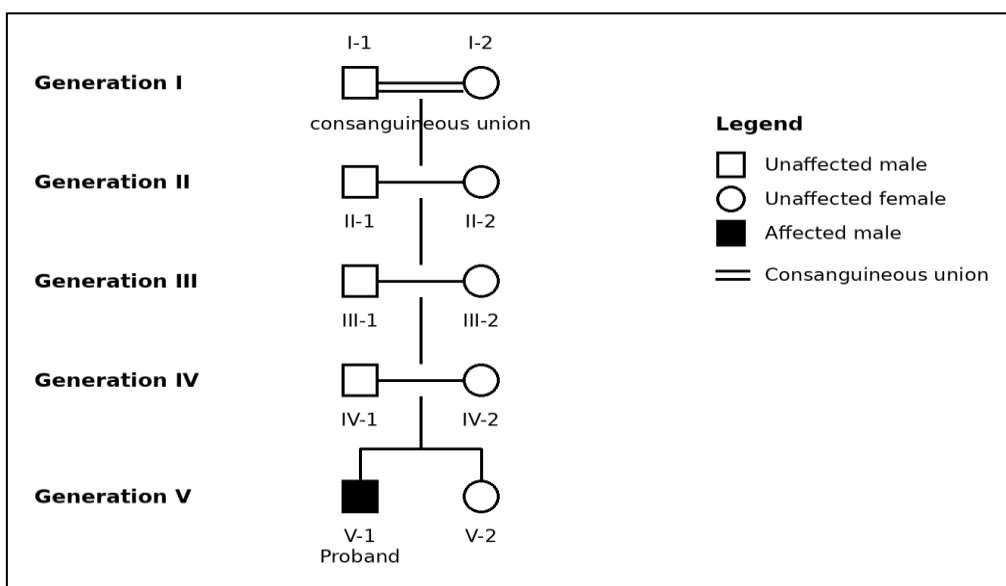 I-1 I-2
Generation I
consanguineous union
Legend
Unaffected male
Generation II
Unaffected female
II-1 II-2
Affected male
Generation III
Consanguineous union
III-1 III-2
Generation IV
IV-1 IV-2
Generation V
V-1 V-2
Proband